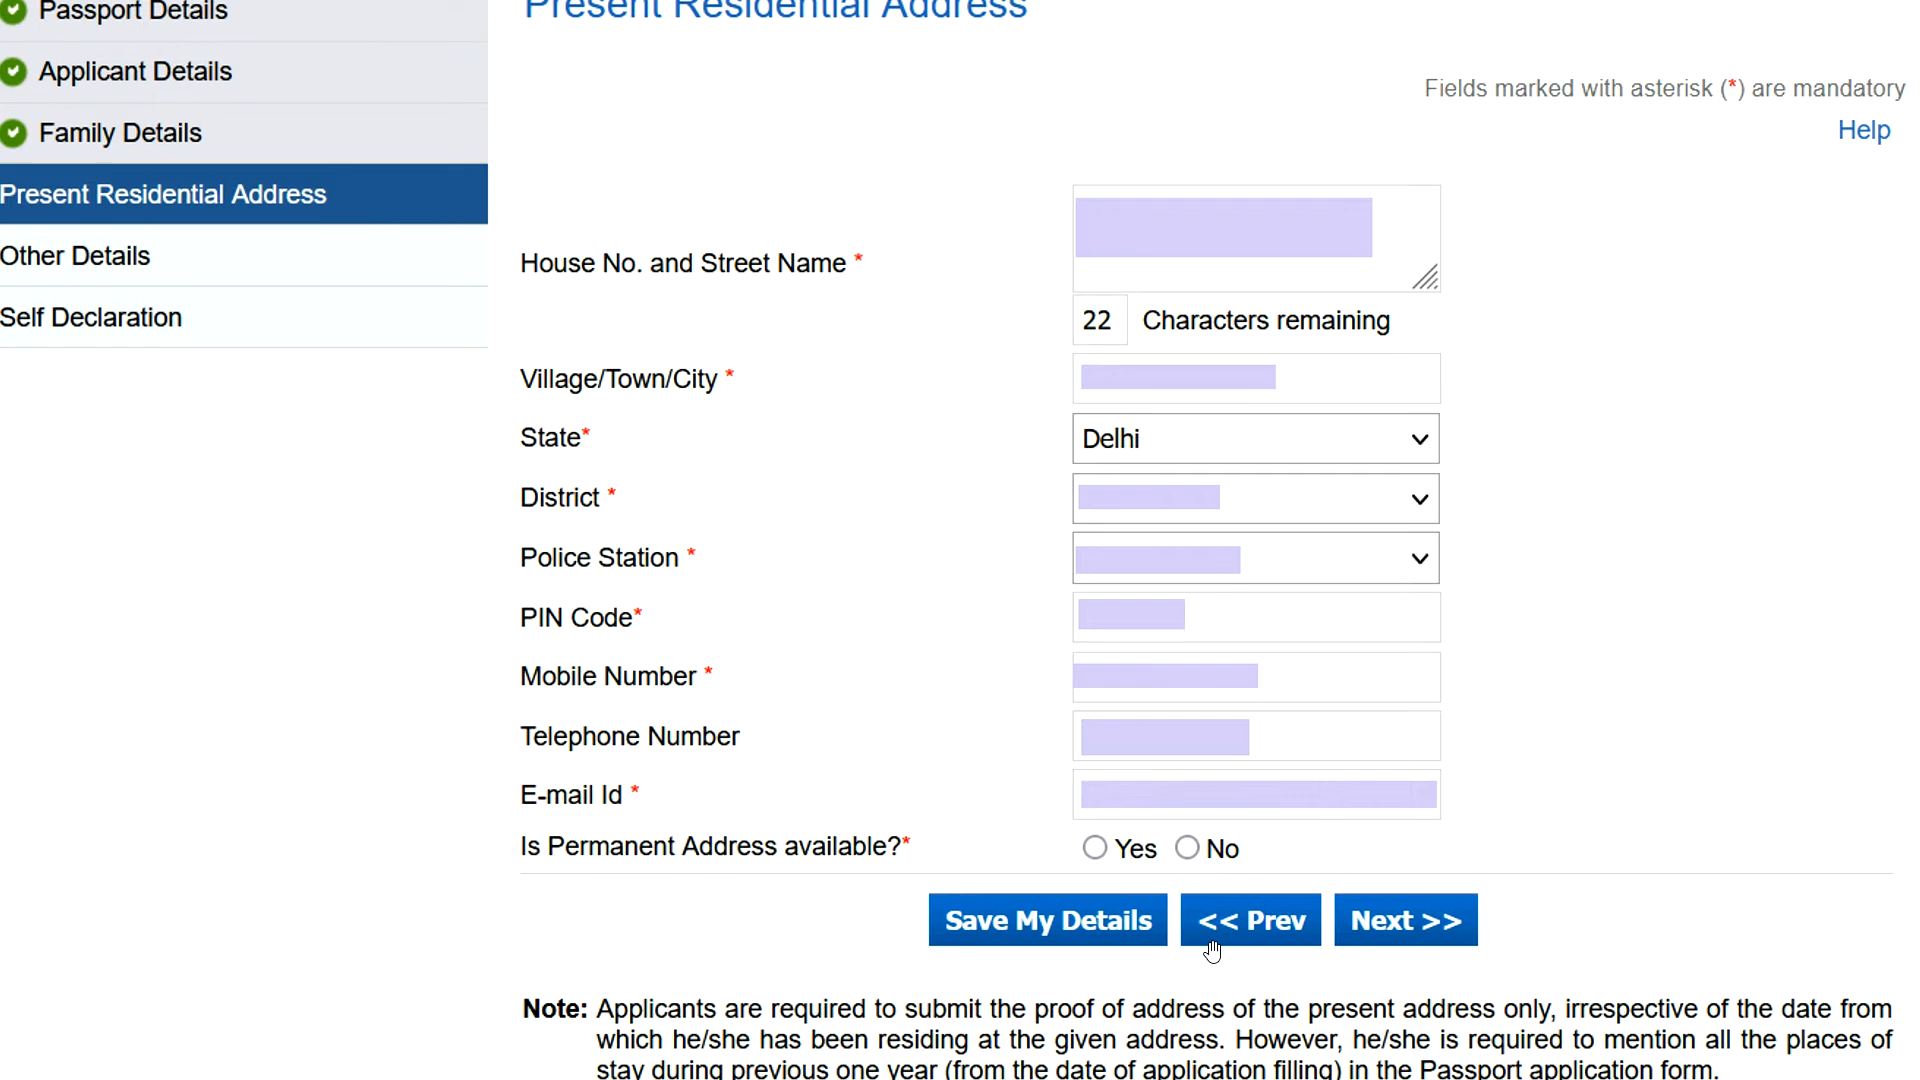 Passport Details
Present Residential Address
Applicant Details
Fields marked with asterisk (*) are mandatory
Family Details
Help
Present Residential Address
Other Details
House No. and Street Name *
Self Declaration
22 Characters remaining
Village/Town/City *
State* Delhi
District *
Police Station *
PIN Code*
Mobile Number *
Telephone Number
E-mail Id *
Is Permanent Address available?* Yes No
Save My Details << Prev Next >>
Note: Applicants are required to submit the proof of address of the present address only, irrespective of the date from
which he/she has been residing at the given address. However, he/she is required to mention all the places of
stay during previous one year (from the date of application filling) in the Passport application form.